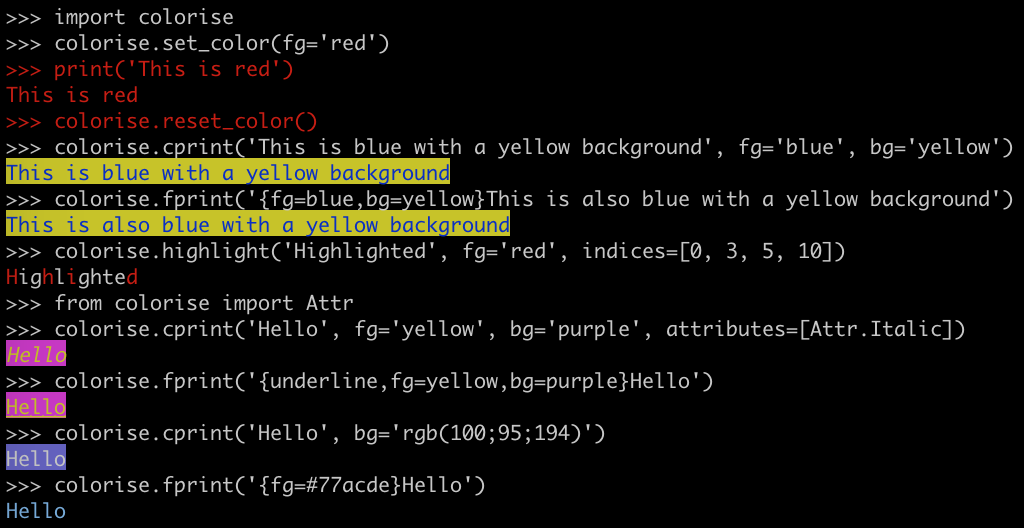 >>> import colorise
>>> colorise.set_color(fg='red')
>>> print('This is red')
This is red
>>> colorise.reset_color()
>>> colorise.cprint('This is blue with a yellow background', fg='blue', bg='yellow')
This is blue with a yellow background
>>> colorise.fprint('{fg=blue,bg=yellow}This is also blue with a yellow background')
This is also blue with a yellow background
>>> colorise.highlight('Highlighted', fg='red', indices=[0, 3, 5, 10])
Highlighted
>>> from colorise import Attr
>>> colorise.cprint('Hello', fg='yellow', bg='purple', attributes=[Attr.Italic])
Hello
>>> colorise.fprint('{underline,fg=yellow,bg=purple}Hello')
Hello
>>> colorise.cprint('Hello', bg='rgb(100;95;194)')
Hello
>>> colorise.fprint('{fg=#77acde}Hello')
Hello